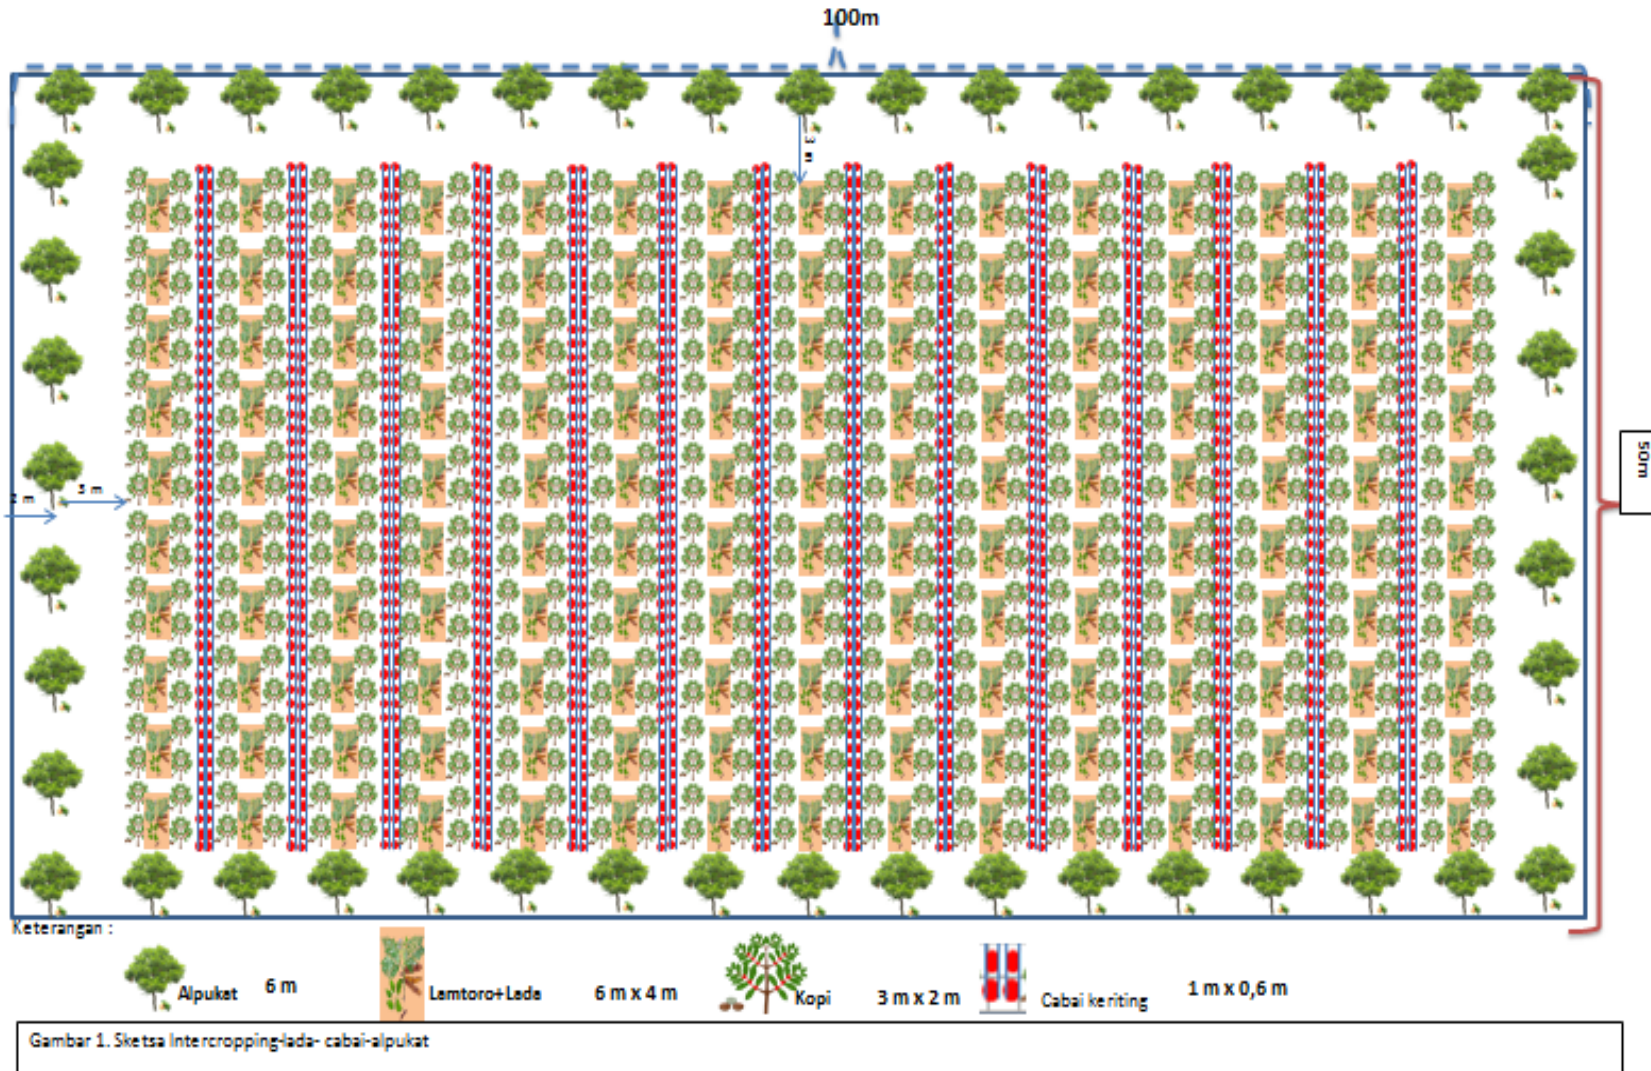 100m
3 m
50m
2 m
3 m
Keterangan :
Alpukat
6 m
Lamtoro+Lada
6 m x 4 m
Kopi
3 m x 2 m
Cabai keriting
1 m x 0,6 m
Gambar 1. Sketsa Intercropping-lada- cabai-alpukat